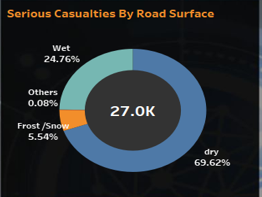 Serious Casualties By Road Surface
Wet
24.76%
Others
0.08%
Frost /Snow
5.54%
27.0K
dry
69.62%